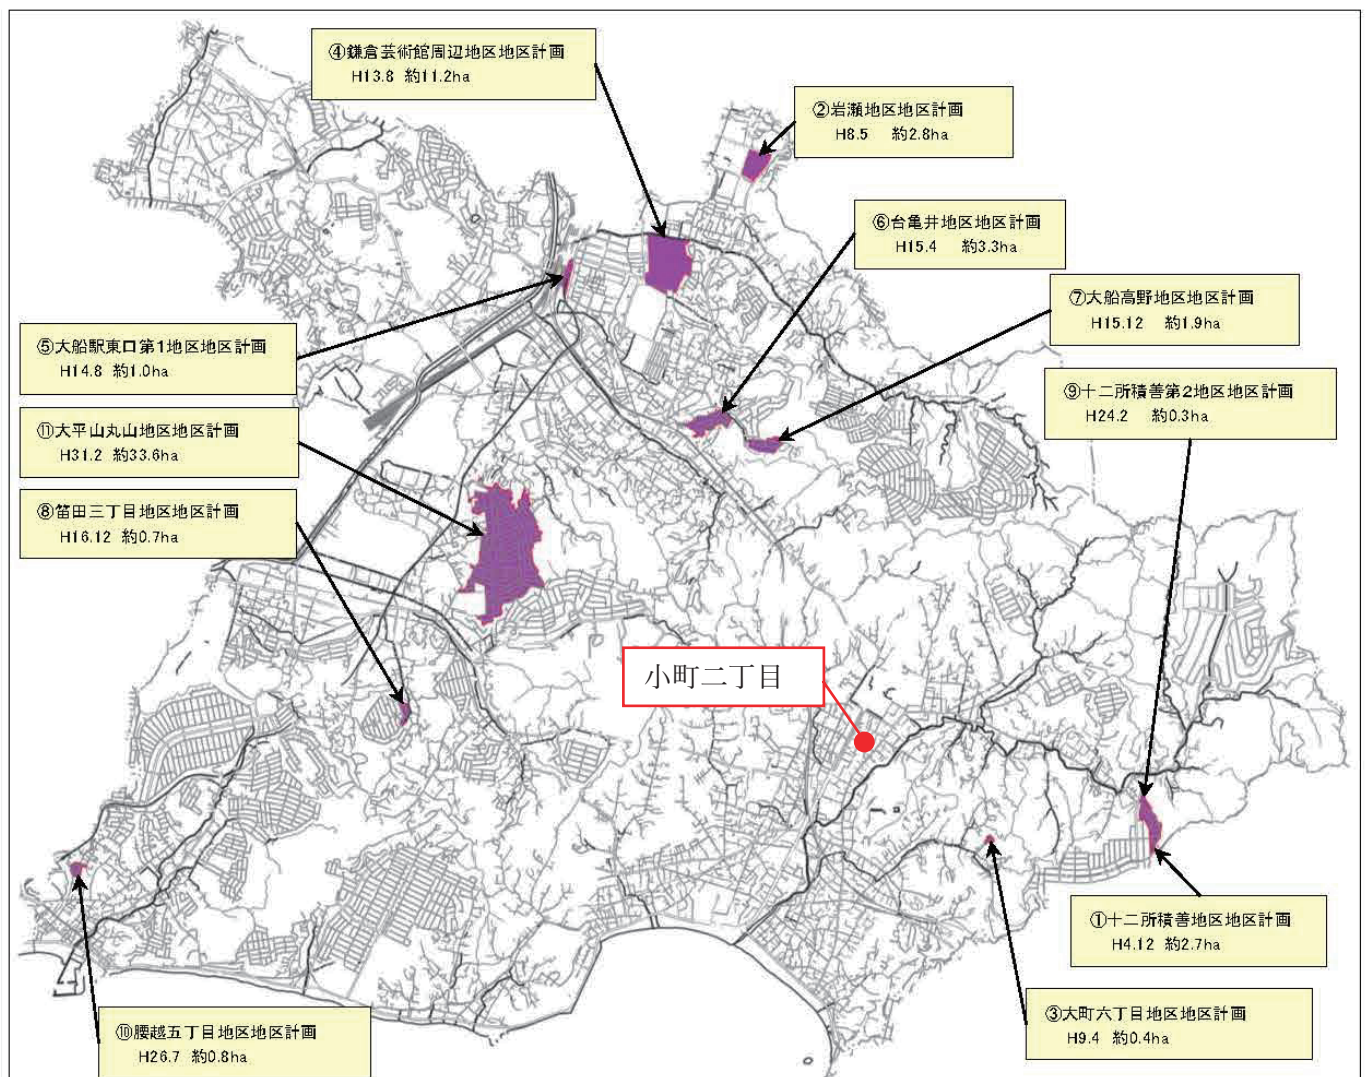 ④鎌倉芸術館周辺地区地区計画
H13.8 約11.2ha
②岩瀬地区地区計画
H8.5 約2.8ha
⑥台亀井地区地区計画
H15.4 約3.3ha
⑦大船高野地区地区計画
H15.12 約1.9ha
⑤大船駅東口第1地区地区計画
H14.8 約1.0ha
⑨十二所積善第2地区地区計画
H24.2 約0.3ha
⑪大平山丸山地区地区計画
H31.2 約33.6ha
⑧笛田三丁目地区地区計画
H16.12 約0.7ha
小町二丁目
①十二所積善地区地区計画
H4.12 約2.7ha
③大町六丁目地区地区計画
H9.4 約0.4ha
⑩腰越五丁目地区地区計画
H26.7 約0.8ha